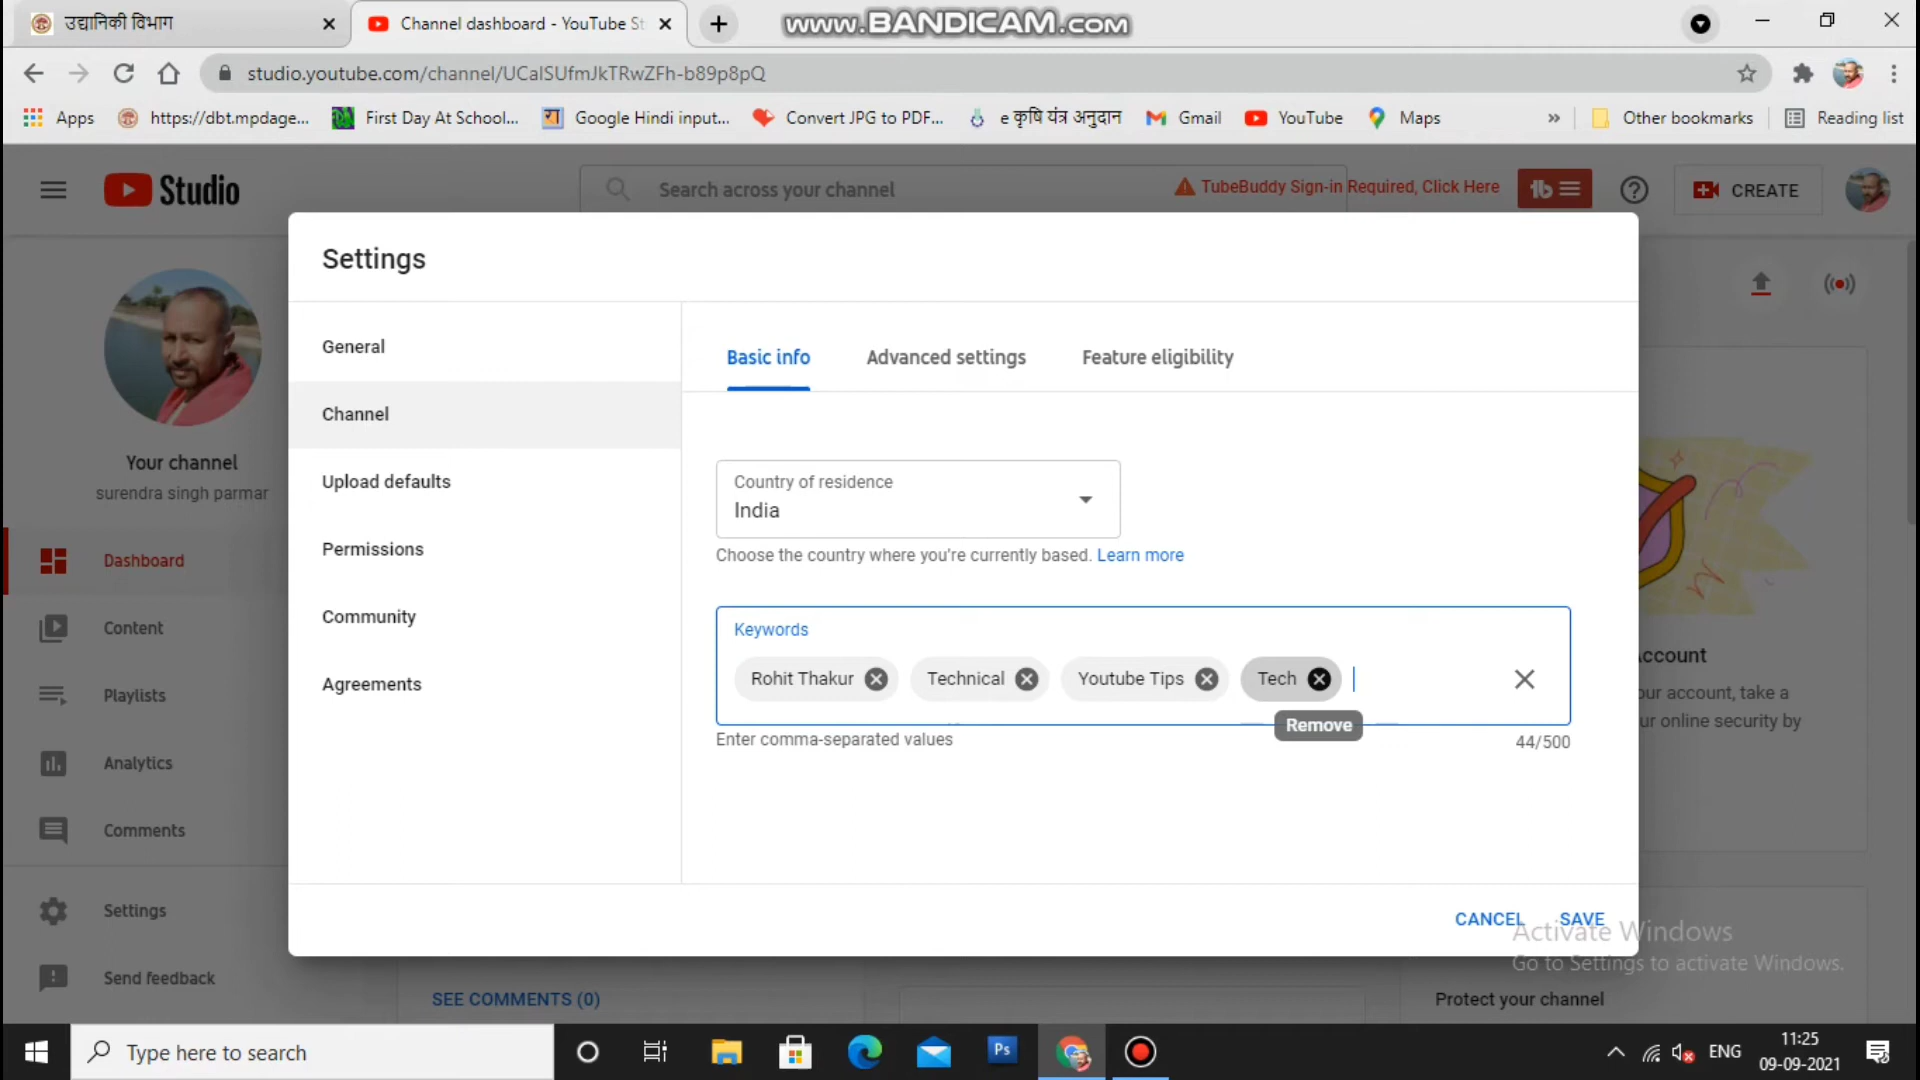 उद्यानिकी विभाग
Channel dashboard - YouTube St
www.BANDICAM.com
studio.youtube.com/channel/UCalSUfmJkTRwZFh-b89p8pQ
Apps
https://dbt.mpdage...
First Day At School...
Google Hindi input...
Convert JPG to PDF...
e कृषि यंत्र अनुदान
Gmail
YouTube
Maps
Other bookmarks
Reading list
Studio
Search across your channel
TubeBuddy Sign-in Required, Click Here
CREATE
Settings
Your channel
surendra singh parmar
Dashboard
Content
Playlists
Analytics
Comments
Settings
Send feedback
General
Channel
Upload defaults
Permissions
Community
Agreements
Basic info
Advanced settings
Feature eligibility
Country of residence
India
Choose the country where you're currently based. Learn more
Keywords
Rohit Thakur
Technical
Youtube Tips
Tech
Remove
Enter comma-separated values
44/500
CANCEL
SAVE
ccount
our account, take a
ur online security by
Activate Windows
Go to Settings to activate Windows.
SEE COMMENTS (0)
Protect your channel
Type here to search
Ps
ENG
11:25
09-09-2021